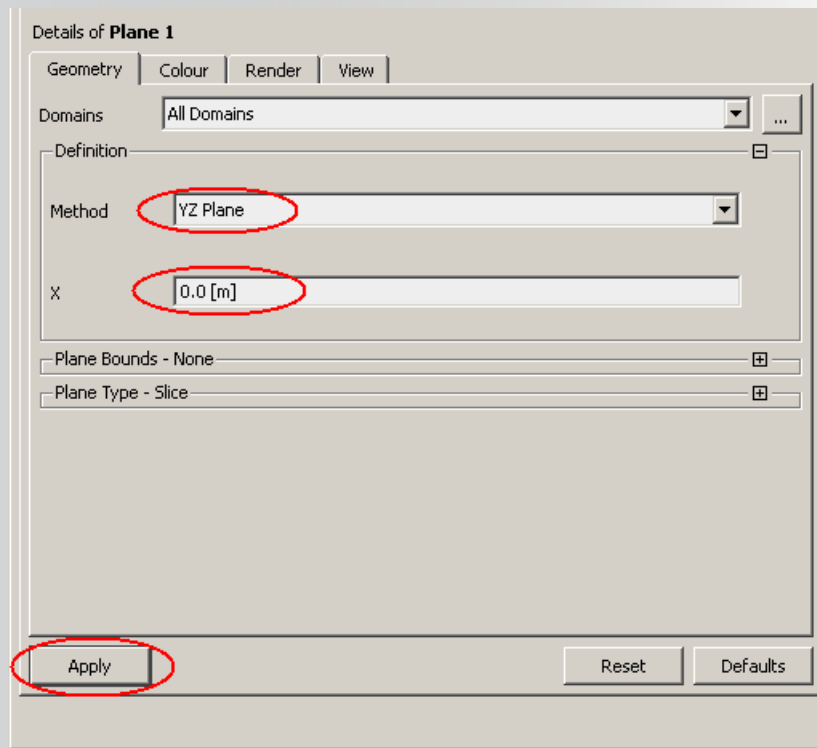 Details of Plane 1
Geometry Colour Render View
Domains All Domains ...
Definition
Method YZ Plane
X 0.0 [m]
Plane Bounds - None
Plane Type - Slice
Apply Reset Defaults